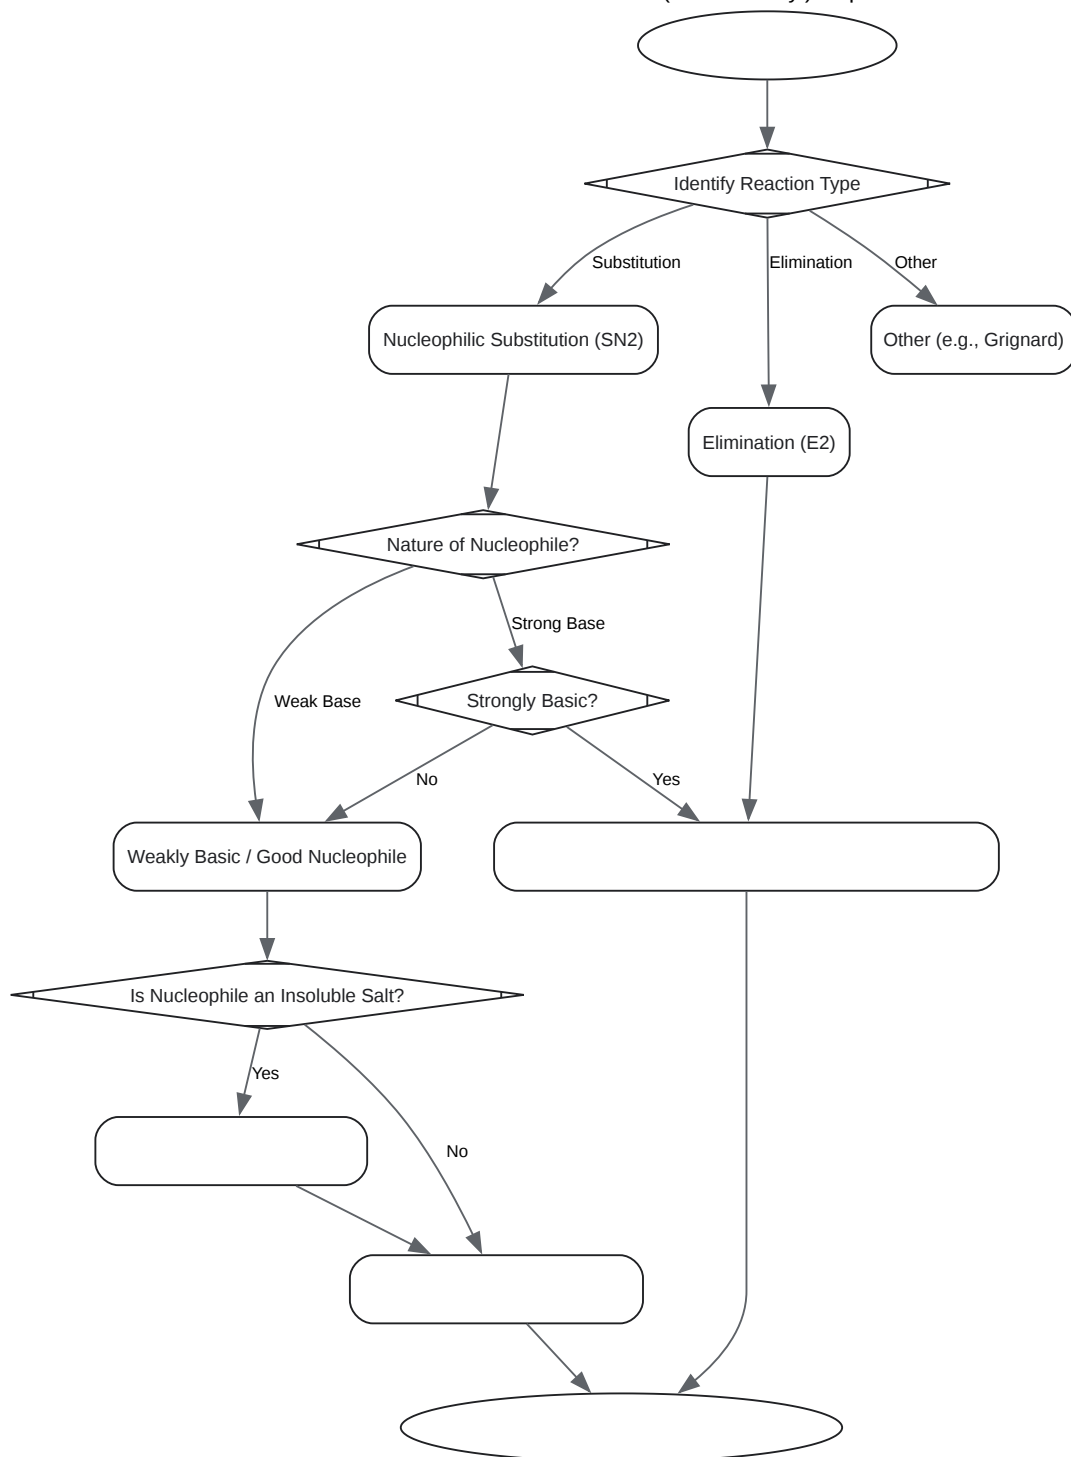 Identify Reaction Type
Substitution
Elimination
Other
Nucleophilic Substitution (SN2)
Other (e.g., Grignard)
Elimination (E2)
Nature of Nucleophile?
Strong Base
Weak Base
Strongly Basic?
No
Yes
Weakly Basic / Good Nucleophile
Is Nucleophile an Insoluble Salt?
Yes
No